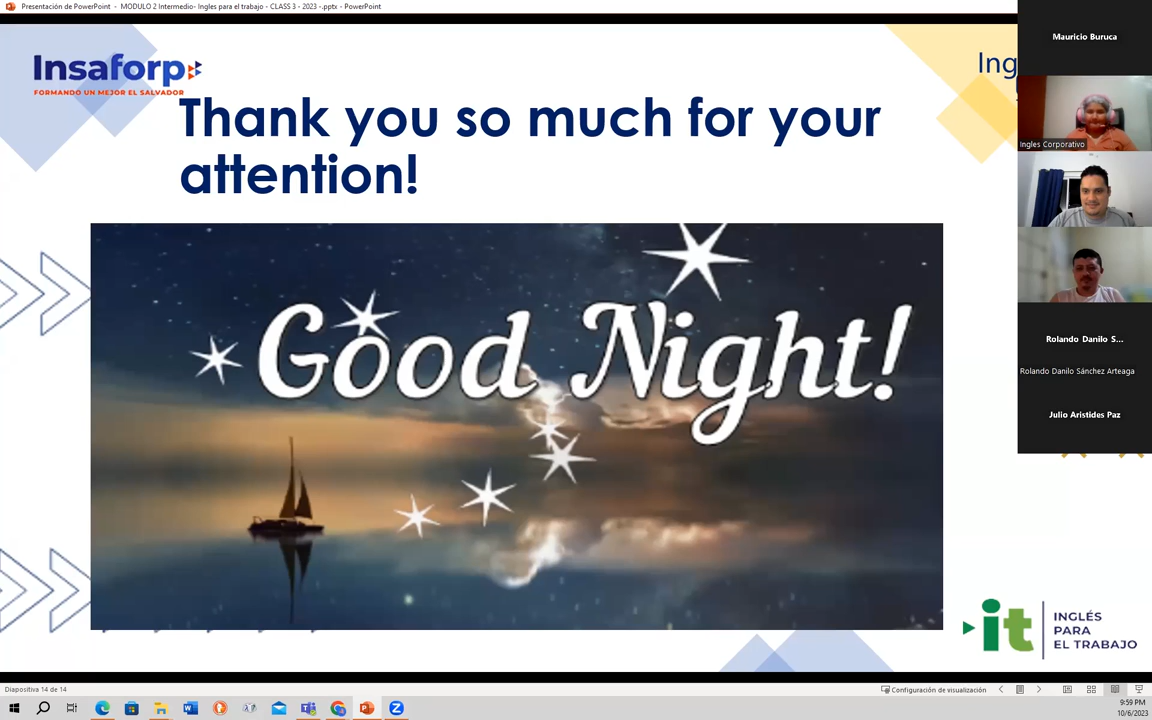 Presentación de PowerPoint - MODULO 2 Intermedio- Ingles para el trabajo - CLASS 3 - 2023 -.pptx - PowerPoint
Mauricio Buruca
Insaforp
FORMANDO UN MEJOR EL SALVADOR
Ing
Thank you so much for your
attention!
Ingles Corporativo
Good Night!
Rolando Danilo S...
Rolando Danilo Sánchez Arteaga
Julio Aristides Paz
it
INGLÉS
PARA
EL TRABAJO
Diapositiva 14 de 14
Configuración de visualización
9:59 PM
10/6/2023